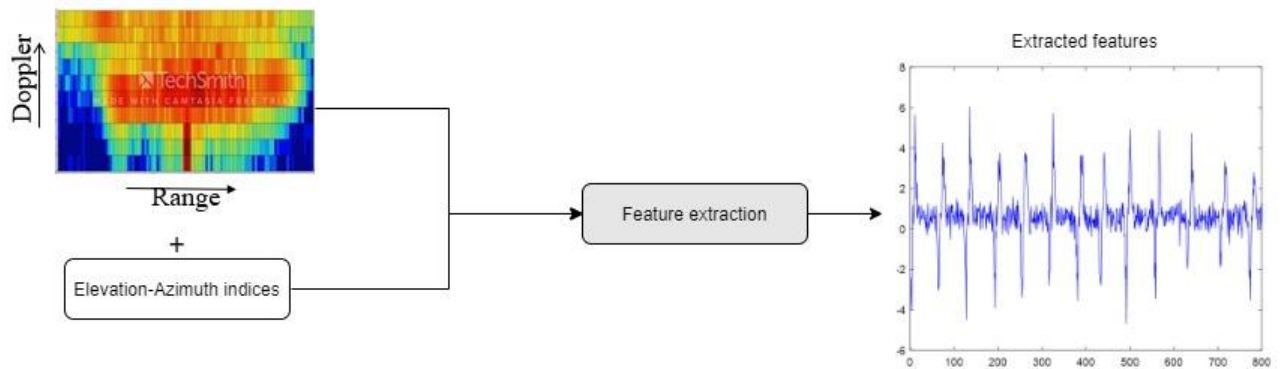 Doppler
TechSmith
MADE WITH CAMTASIA FREE TRIAL
Range
+
Elevation-Azimuth indices
Feature extraction
Extracted features
8
6
4
2
0
-2
-4
-6
0 100 200 300 400 500 600 700 800